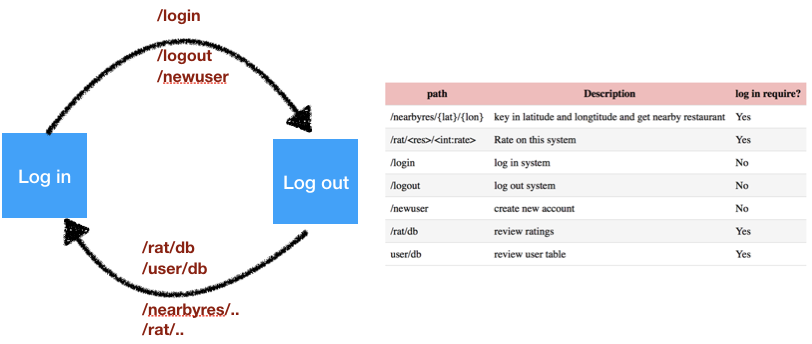 /login
/logout
/newuser
Log in
Log out
/rat/db
/user/db
/nearbyres/..
/rat/..
path Description log in require?
/nearbyres/{lat}/{lon} key in latitude and longtitude and get nearby restaurant Yes
/rat/<res>/<int:rate> Rate on this system Yes
/login log in system No
/logout log out system No
/newuser create new account No
/rat/db review ratings Yes
user/db review user table Yes